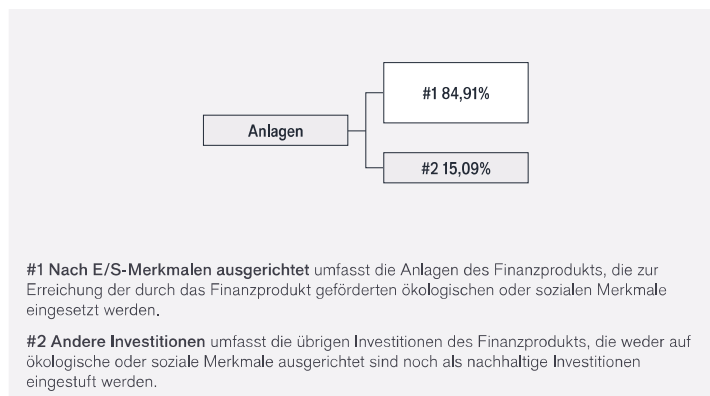 #1 84,91%
Anlagen
#2 15,09%
#1 Nach E/S-Merkmalen ausgerichtet umfasst die Anlagen des Finanzprodukts, die zur
Erreichung der durch das Finanzprodukt geförderten ökologischen oder sozialen Merkmale
eingesetzt werden.
#2 Andere Investitionen umfasst die übrigen Investitionen des Finanzprodukts, die weder auf
ökologische oder soziale Merkmale ausgerichtet sind noch als nachhaltige Investitionen
eingestuft werden.